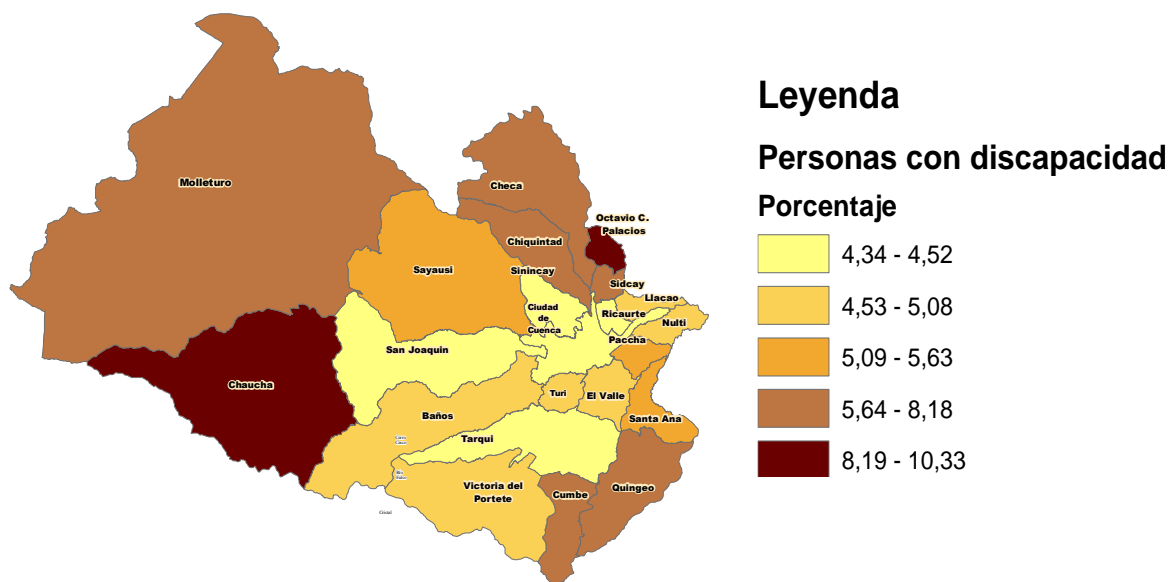 Leyenda
Personas con discapacidad
Porcentaje
4,34 - 4,52
4,53 - 5,08
5,09 - 5,63
5,64 - 8,18
8,19 - 10,33
Molleturo
Checa
Octavio C.
Palacios
Chiquintad
Sayausi
Sinincay
Sidcay
Llacao
Ciudad
de
Cuenca
Ricaurte
Nulti
Paccha
San Joaquin
Chaucha
Turi
El Valle
Baños
Santa Ana
Tarqui
Victoria del
Portete
Cumbe
Quingeo
Cristal